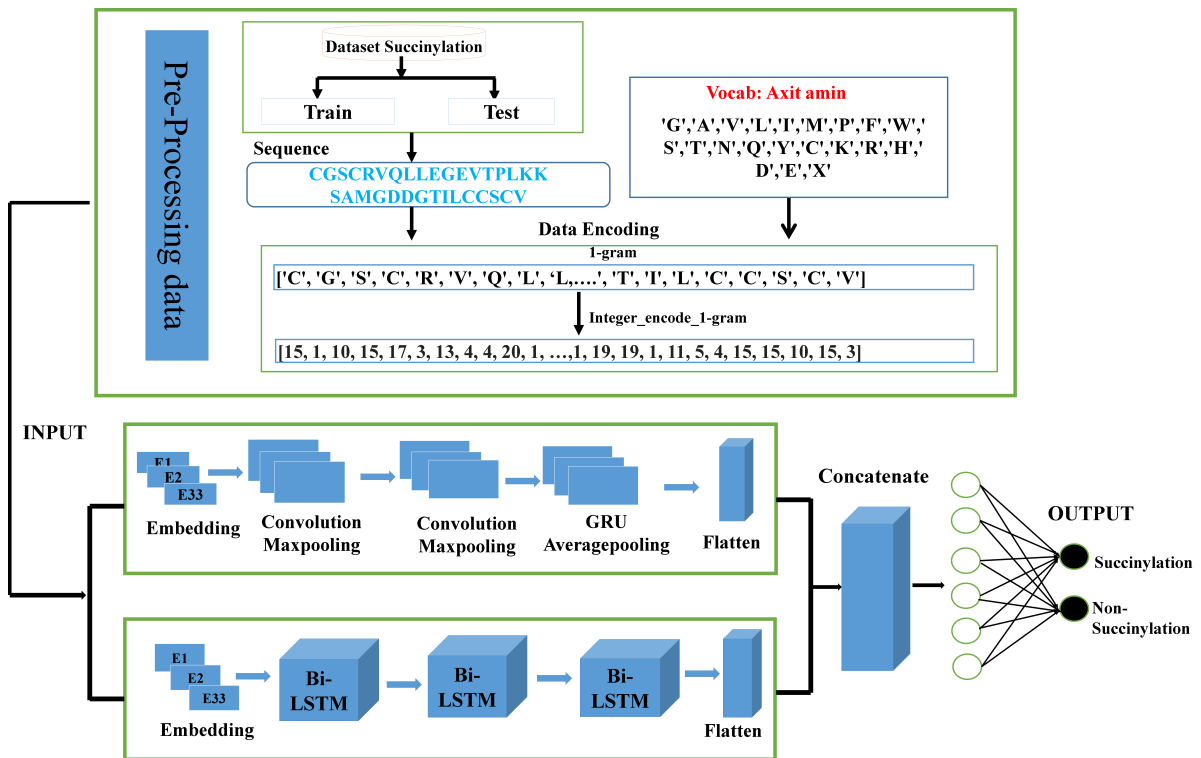 Pre-Processing data
Dataset Succinylation
Train
Test
Sequence
CGSCRVQLLEGEVTPLKK
SAMGDDGTILCCSCV
Vocab: Axit amin
'G','A','V','L','I','M','P','F','W','
S','T','N','Q','Y','C','K','R','H','
D','E','X'
Data Encoding
1-gram
['C', 'G', 'S', 'C', 'R', 'V', 'Q', 'L', ‘L,….', 'T', 'I', 'L', 'C', 'C', 'S', 'C', 'V']
Integer_encode_1-gram
[15, 1, 10, 15, 17, 3, 13, 4, 4, 20, 1, …,1, 19, 19, 1, 11, 5, 4, 15, 15, 10, 15, 3]
INPUT
E1
E2
E33
Embedding
Convolution
Maxpooling
Convolution
Maxpooling
GRU
Averagepooling
Flatten
E1
E2
E33
Embedding
Bi-
LSTM
Bi-
LSTM
Bi-
LSTM
Flatten
Concatenate
OUTPUT
Succinylation
Non-
Succinylation